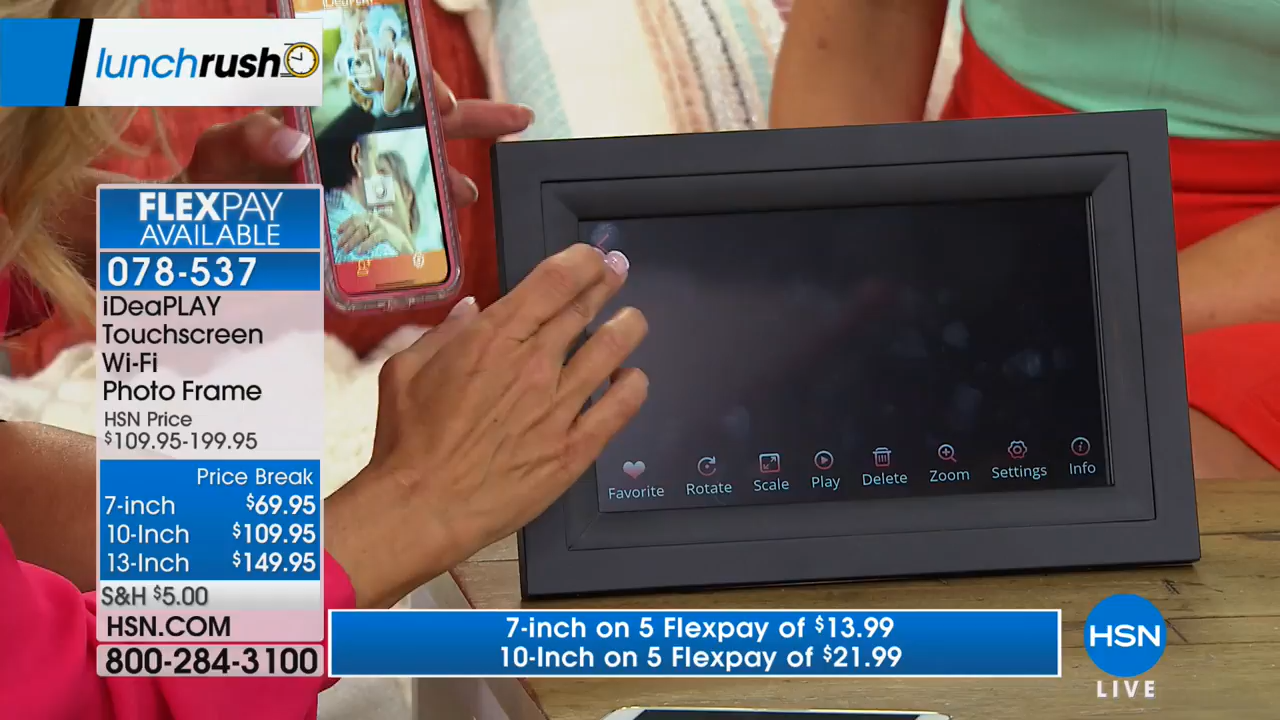 lunchrush
iDeaPLAY
FLEXPAY
AVAILABLE
078-537
iDeaPLAY
Touchscreen
Wi-Fi
Photo Frame
HSN Price
$109.95-199.95
Price Break
7-inch $69.95
10-Inch $109.95
13-Inch $149.95
S&H $5.00
HSN.COM
800-284-3100
Favorite Rotate Scale Play Delete Zoom Settings Info
7-inch on 5 Flexpay of $13.99
10-Inch on 5 Flexpay of $21.99
HSN
LIVE